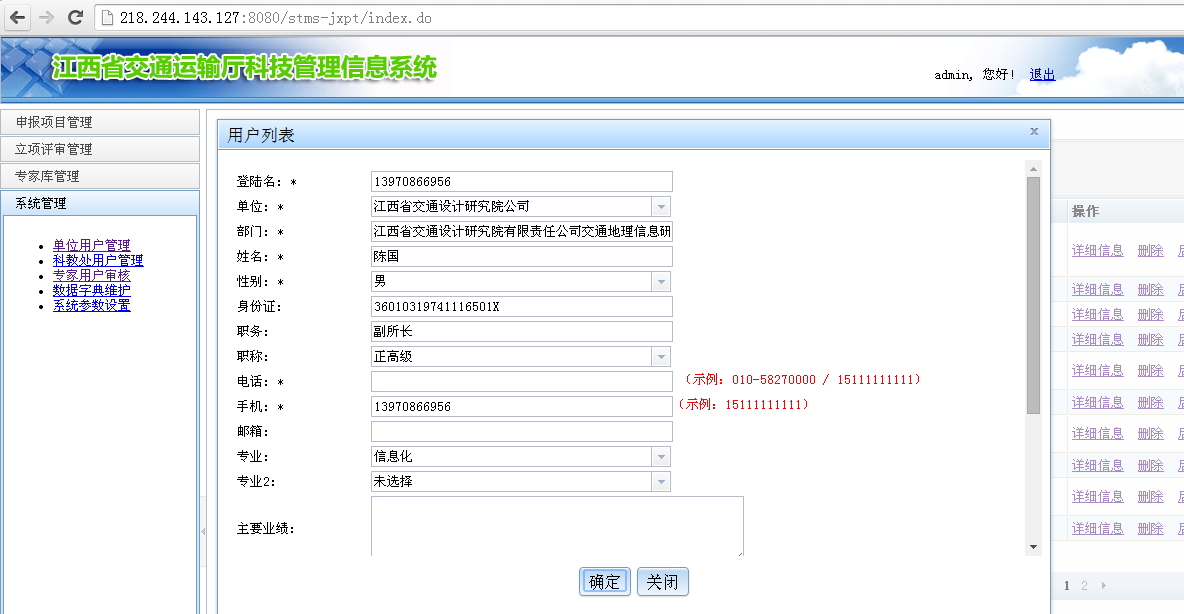 218.244.143.127:8080/stms-jxpt/index.do
江西省交通运输厅科技管理信息系统
admin, 您好! 退出
申报项目管理
立项评审管理
专家库管理
系统管理
单位用户管理
科教处用户管理
专家用户审核
数据字典维护
系统参数设置
用户列表 x
登陆名: * 13970866956
单位: * 江西省交通设计研究院公司
部门: * 江西省交通设计研究院有限责任公司交通地理信息研
姓名: * 陈国
性别: * 男
身份证: 36010319741116501X
职务: 副所长
职称: 正高级
电话: * (示例: 010-58270000 / 15111111111)
手机: * 13970866956 (示例: 15111111111)
邮箱:
专业: 信息化
专业2: 未选择
主要业绩:
确定 关闭
操作
详细信息 删除
详细信息 删除
详细信息 删除
详细信息 删除
详细信息 删除
详细信息 删除
详细信息 删除
详细信息 删除
详细信息 删除
详细信息 删除
1 2